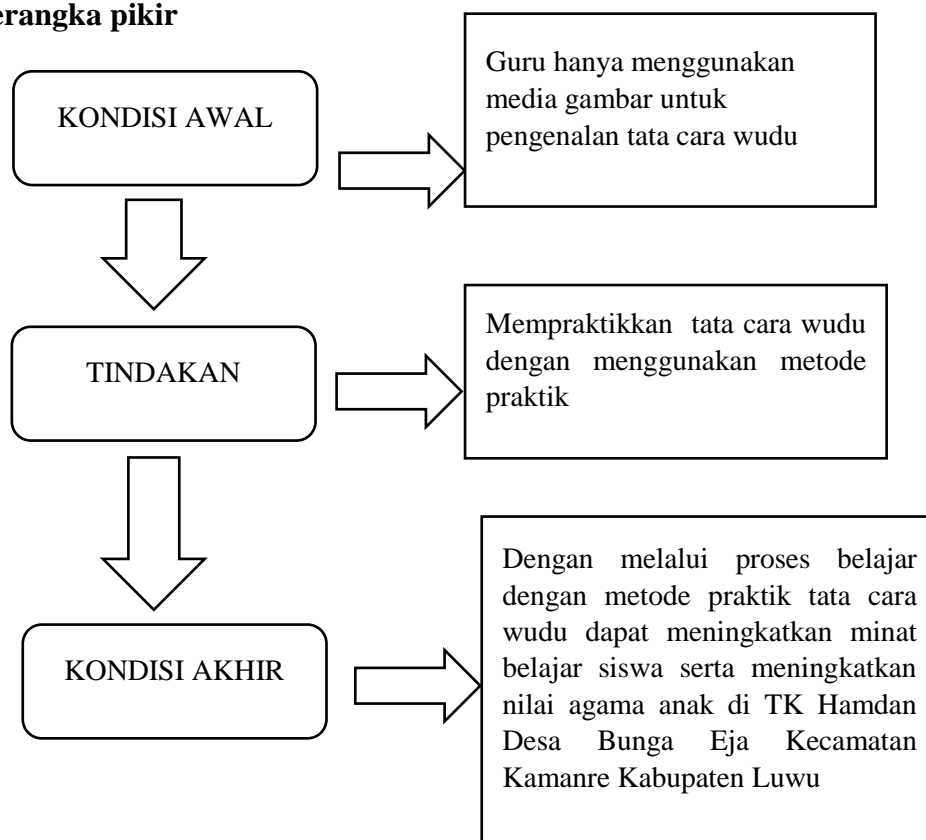 erangka pikir
KONDISI AWAL
Guru hanya menggunakan
media gambar untuk
pengenalan tata cara wudu
TINDAKAN
Mempraktikkan tata cara wudu
dengan menggunakan metode
praktik
KONDISI AKHIR
Dengan melalui proses belajar
dengan metode praktik tata cara
wudu dapat meningkatkan minat
belajar siswa serta meningkatkan
nilai agama anak di TK Hamdan
Desa Bunga Eja Kecamatan
Kamanre Kabupaten Luwu